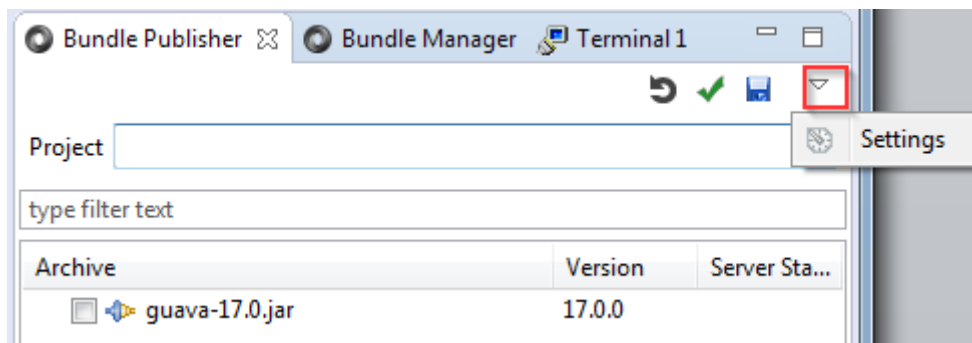 Bundle Publisher Bundle Manager Terminal 1
Settings
Project
type filter text
Archive Version Server Sta...
guava-17.0.jar 17.0.0